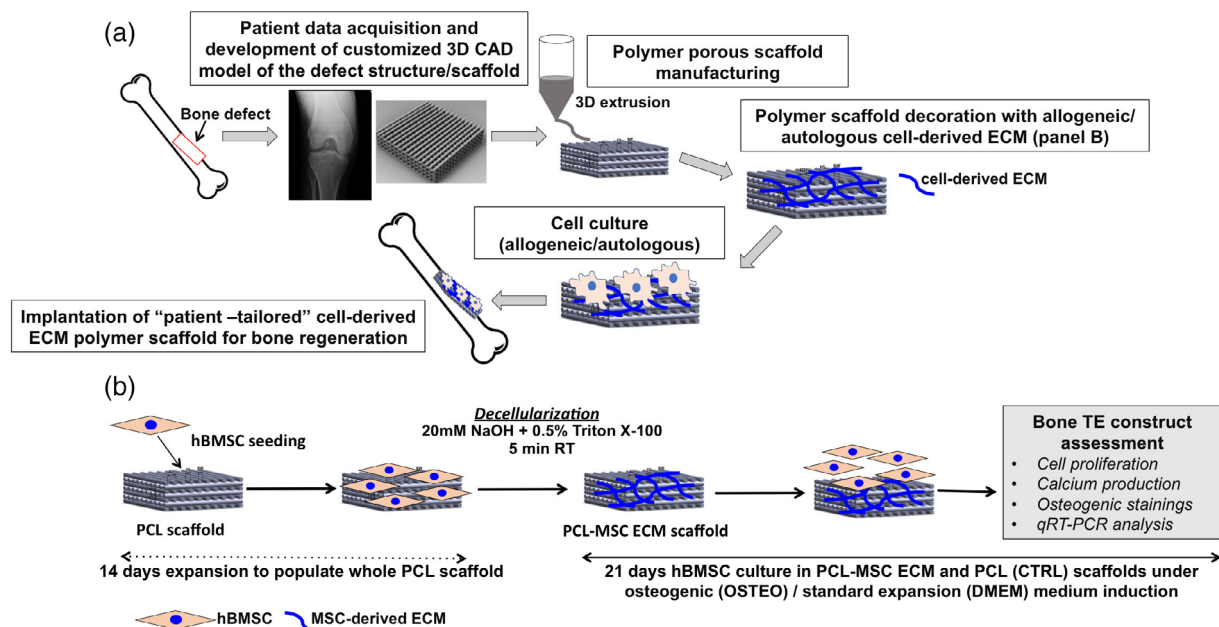 (a)
Patient data acquisition and
development of customized 3D CAD
model of the defect structure/scaffold
Bone defect
3D extrusion
Polymer porous scaffold
manufacturing
Polymer scaffold decoration with allogeneic/
autologous cell-derived ECM (panel B)
cell-derived ECM
Cell culture
(allogeneic/autologous)
Implantation of “patient –tailored” cell-derived
ECM polymer scaffold for bone regeneration
(b)
hBMSC seeding
PCL scaffold
Decellularization
20mM NaOH + 0.5% Triton X-100
5 min RT
PCL-MSC ECM scaffold
Bone TE construct
assessment
• Cell proliferation
• Calcium production
• Osteogenic stainings
• qRT-PCR analysis
14 days expansion to populate whole PCL scaffold
21 days hBMSC culture in PCL-MSC ECM and PCL (CTRL) scaffolds under
osteogenic (OSTEO) / standard expansion (DMEM) medium induction
hBMSC
MSC-derived ECM